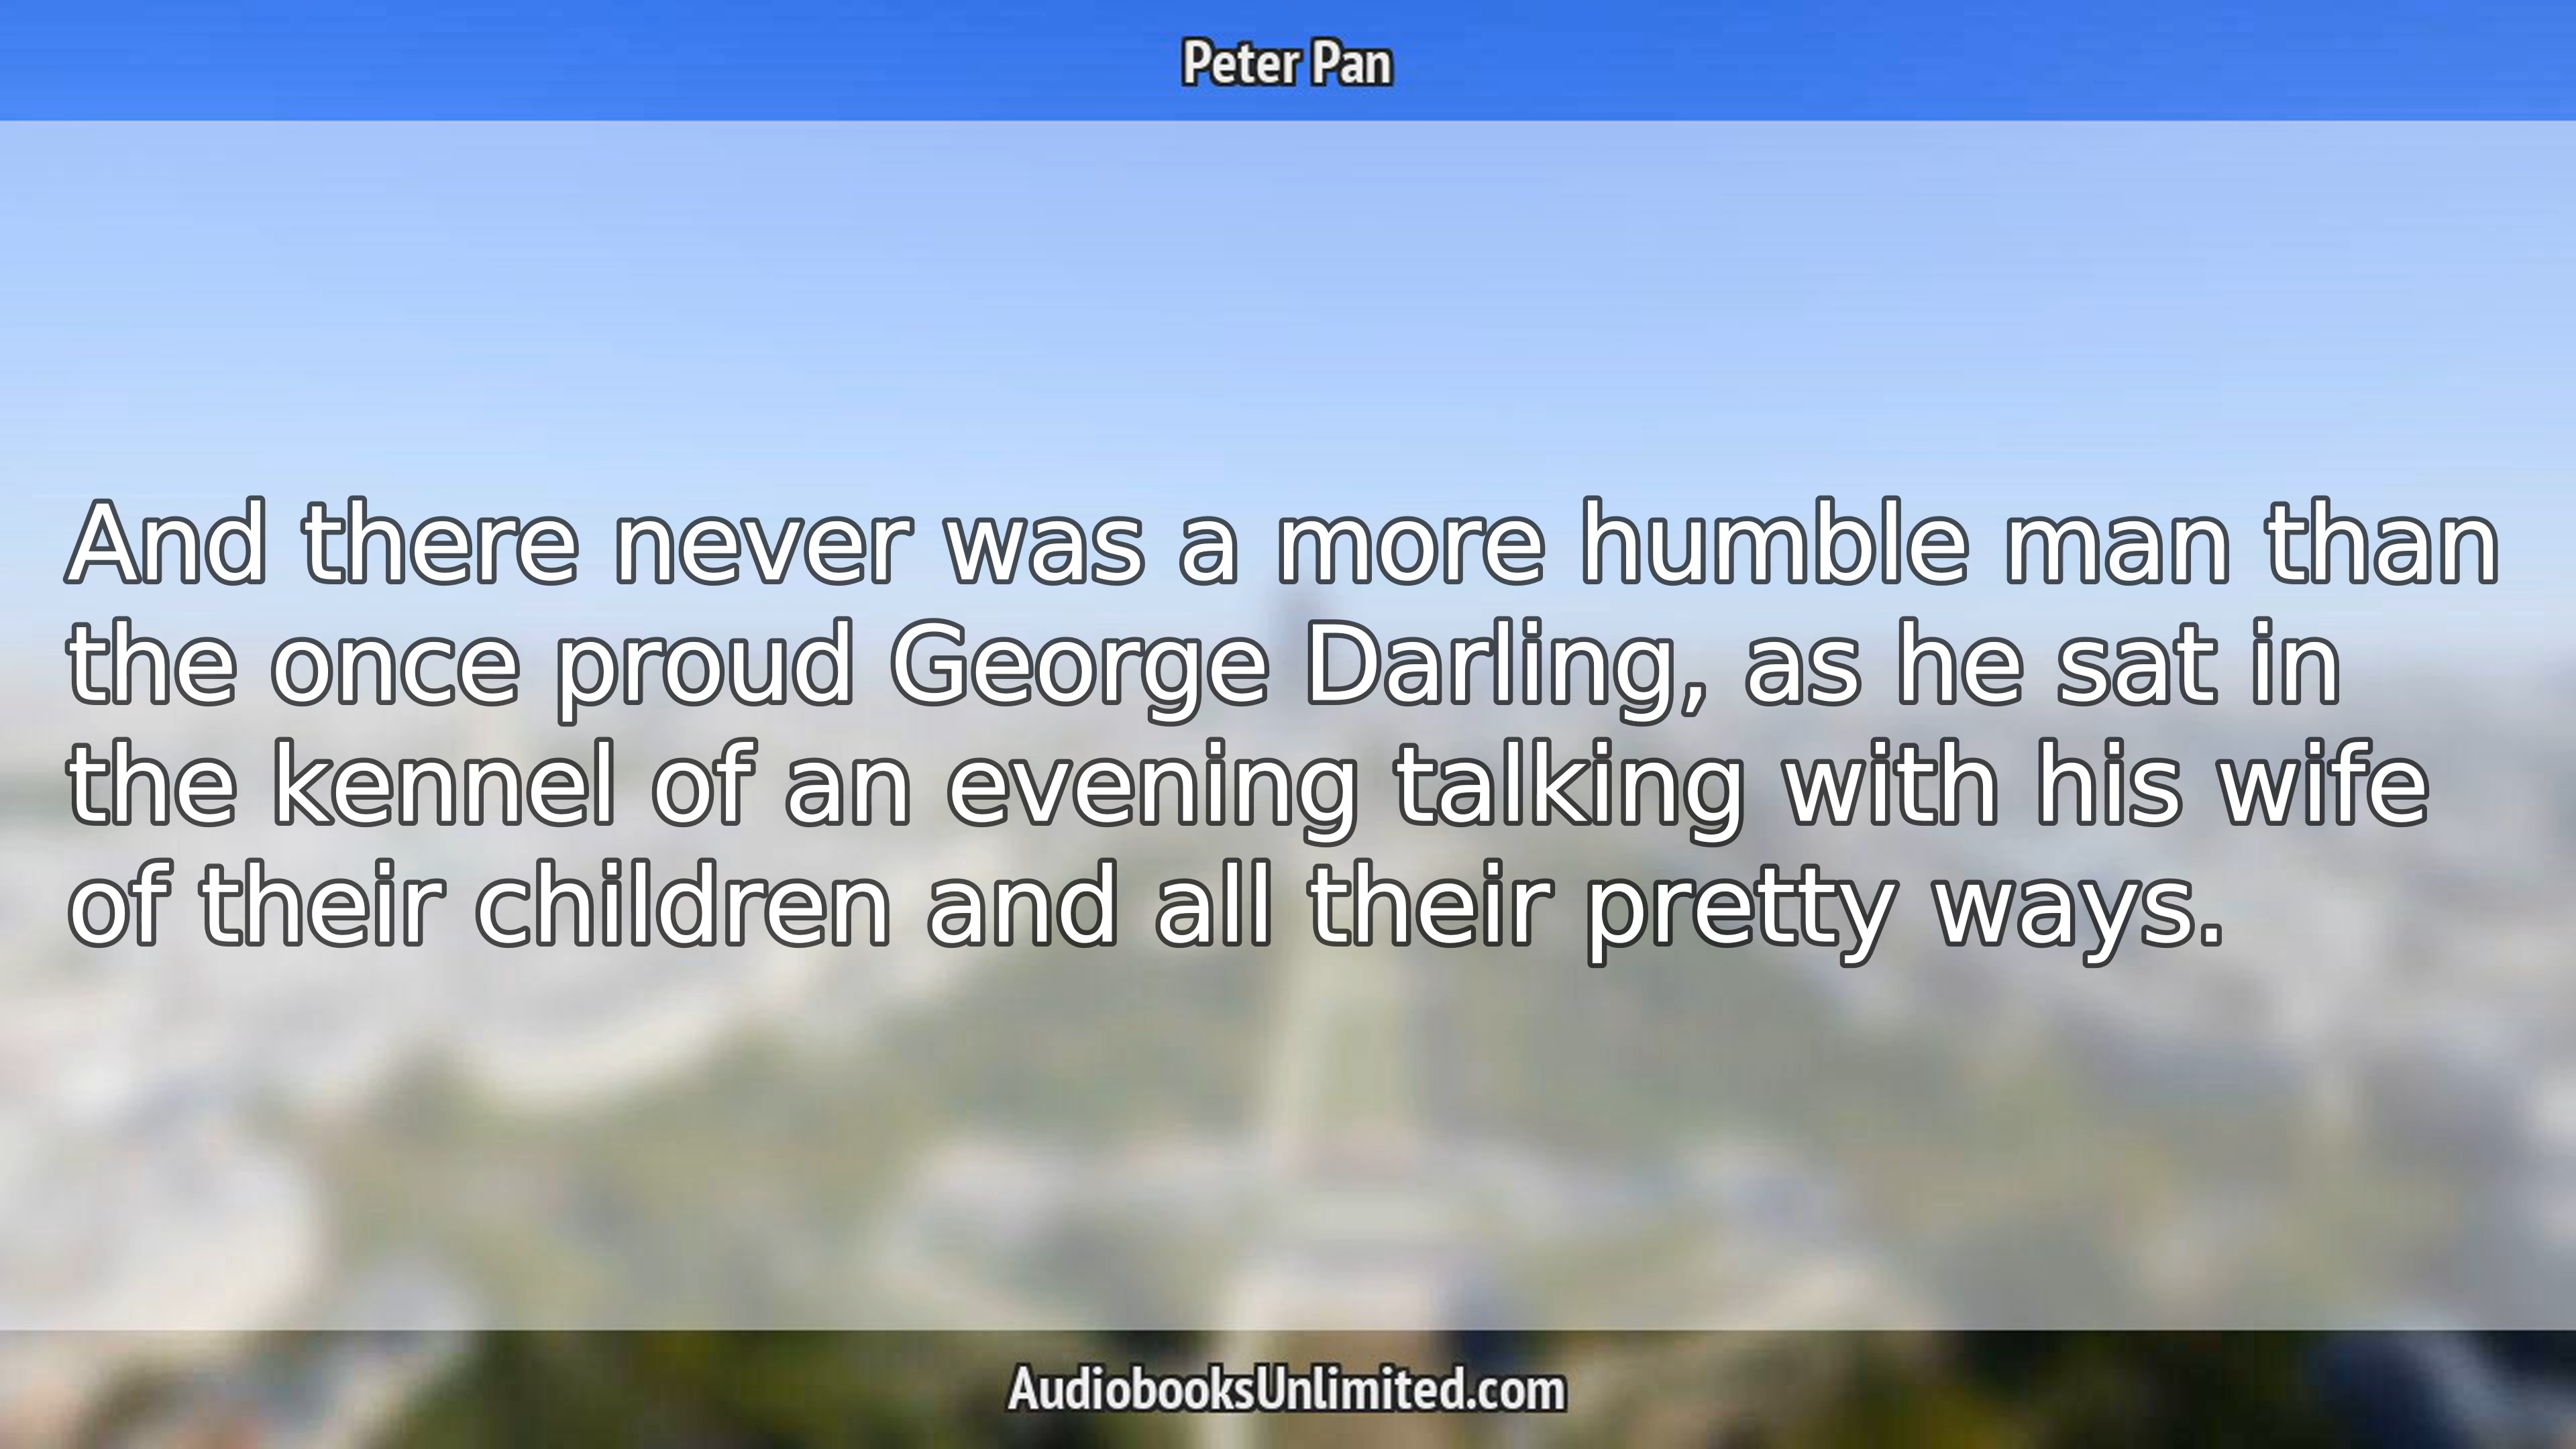 Peter Pan
And there never was a more humble man than
the once proud George Darling, as he sat in
the kennel of an evening talking with his wife
of their children and all their pretty ways.
AudiobooksUnlimited.com